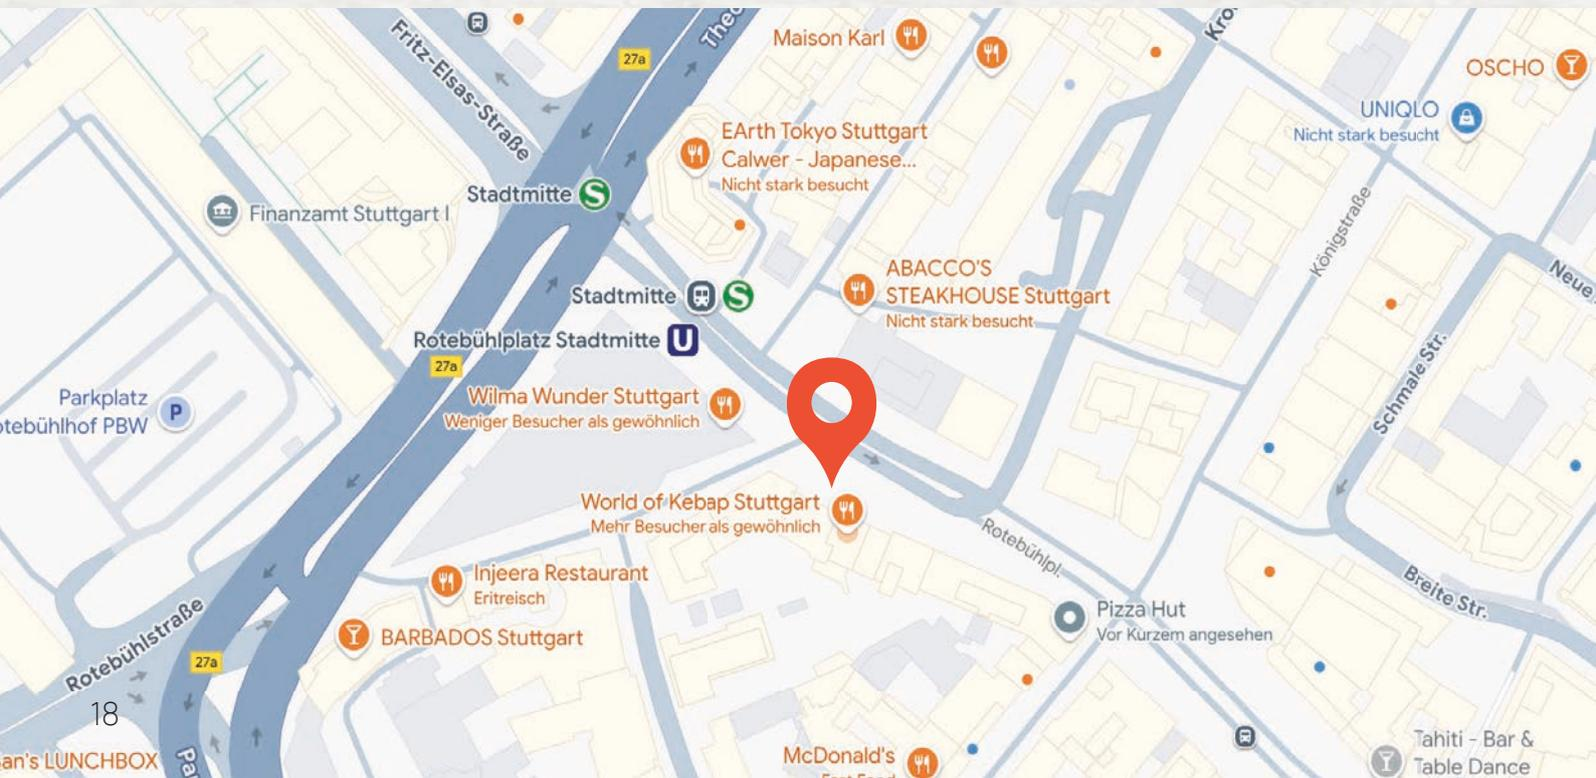 Fritz-Elsas-Straße
27a
Maison Karl
OSCHO
UNIQLO
Nicht stark besucht
EArth Tokyo Stuttgart
Calwer - Japanese...
Nicht stark besucht
Stadtmitte
S
Finanzamt Stuttgart I
Königstraße
ABACCO'S
STEAKHOUSE Stuttgart
Nicht stark besucht
Stadtmitte
S
Neue
Rotebühlplatz Stadtmitte
U
27a
Schmale Str.
Parkplatz
otebühlhof PBW
P
Wilma Wunder Stuttgart
Weniger Besucher als gewöhnlich
World of Kebap Stuttgart
Mehr Besucher als gewöhnlich
Rotebühlpl.
Injeera Restaurant
Eritreisch
Breite Str.
Pizza Hut
Vor Kurzem angesehen
BARBADOS Stuttgart
Rotebühlstraße
27a
18
an's LUNCHBOX
McDonald's
Tahiti - Bar &
Table Dance